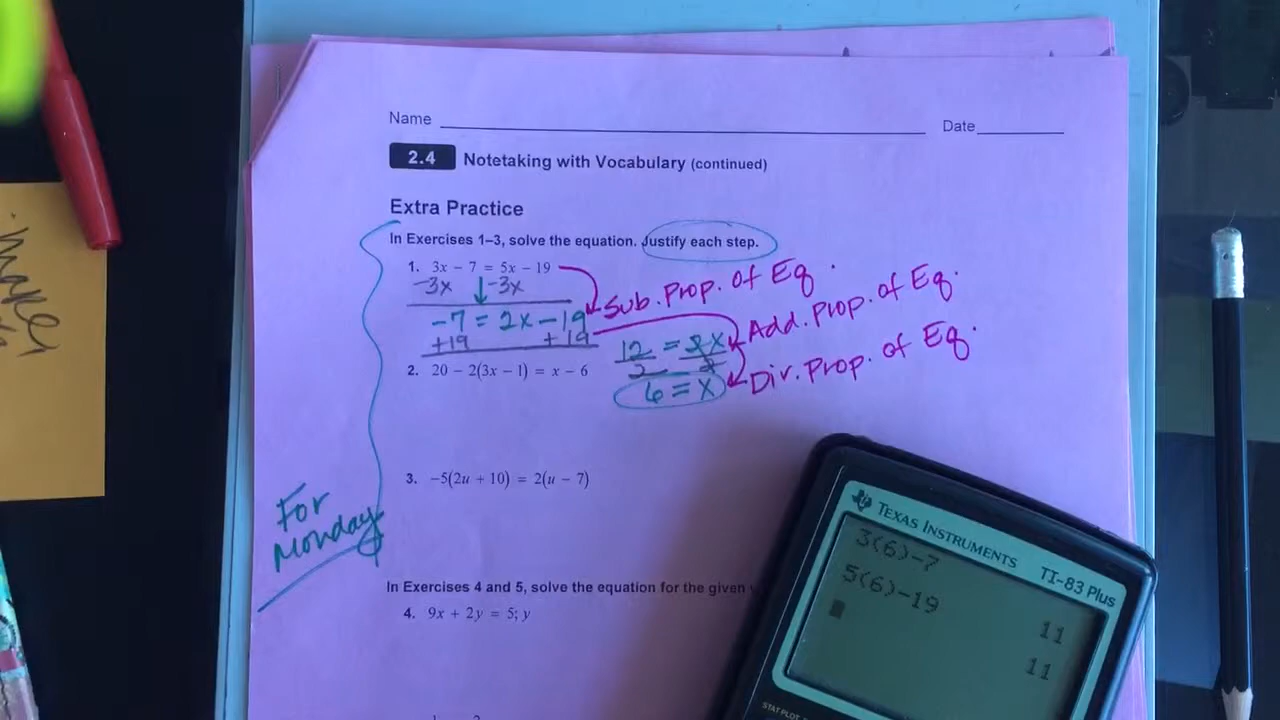 Name Date
2.4 Notetaking with Vocabulary (continued)
Extra Practice
In Exercises 1–3, solve the equation. Justify each step.
1. 3x − 7 = 5x − 19
-3x -3x
Sub. Prop. of Eq.
-7 = 2x - 19
+19 +19
12 = 2x
2 2
Add. Prop. of Eq.
6 = x
Div. Prop. of Eq.
2. 20 − 2(3x − 1) = x − 6
3. −5(2u + 10) = 2(u − 7)
For
Monday
In Exercises 4 and 5, solve the equation for the given
4. 9x + 2y = 5; y
make
TEXAS INSTRUMENTS
TI-83 Plus
3(6)-7
11
5(6)-19
11
STAT PLOT